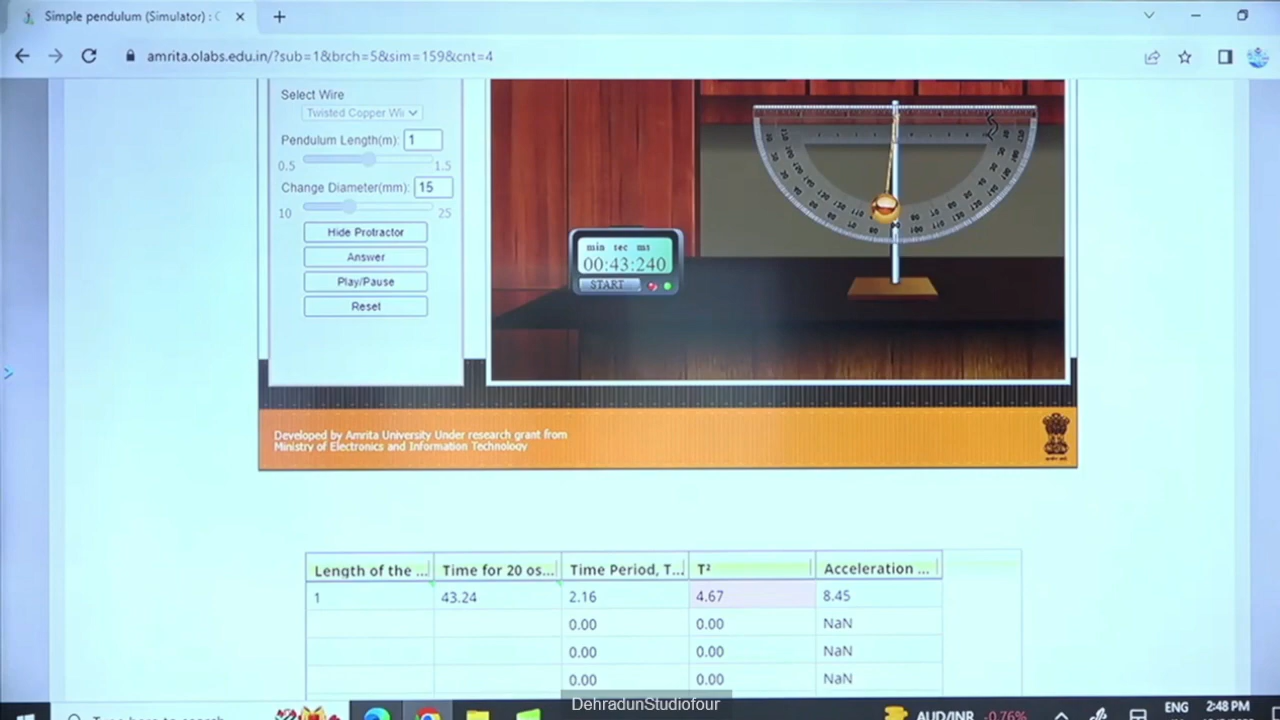 Simple pendulum (Simulator) : C
amrita.olabs.edu.in/?sub=1&brch=5&sim=159&cnt=4
Select Wire
Twisted Copper Wir
Pendulum Length(m): 1
0.5 1.5
Change Diameter(mm): 15
10 25
Hide Protractor
Answer
Play/Pause
Reset
min sec ms
00:43:240
START
Developed by Amrita University Under research grant from
Ministry of Electronics and Information Technology
Length of the ... Time for 20 os... Time Period, T... T² Acceleration ...
1 43.24 2.16 4.67 8.45
0.00 0.00 NaN
0.00 0.00 NaN
0.00 0.00 NaN
DehradunStudiofour
Type here to search
AUD/INR -0.76%
ENG
2:48 PM